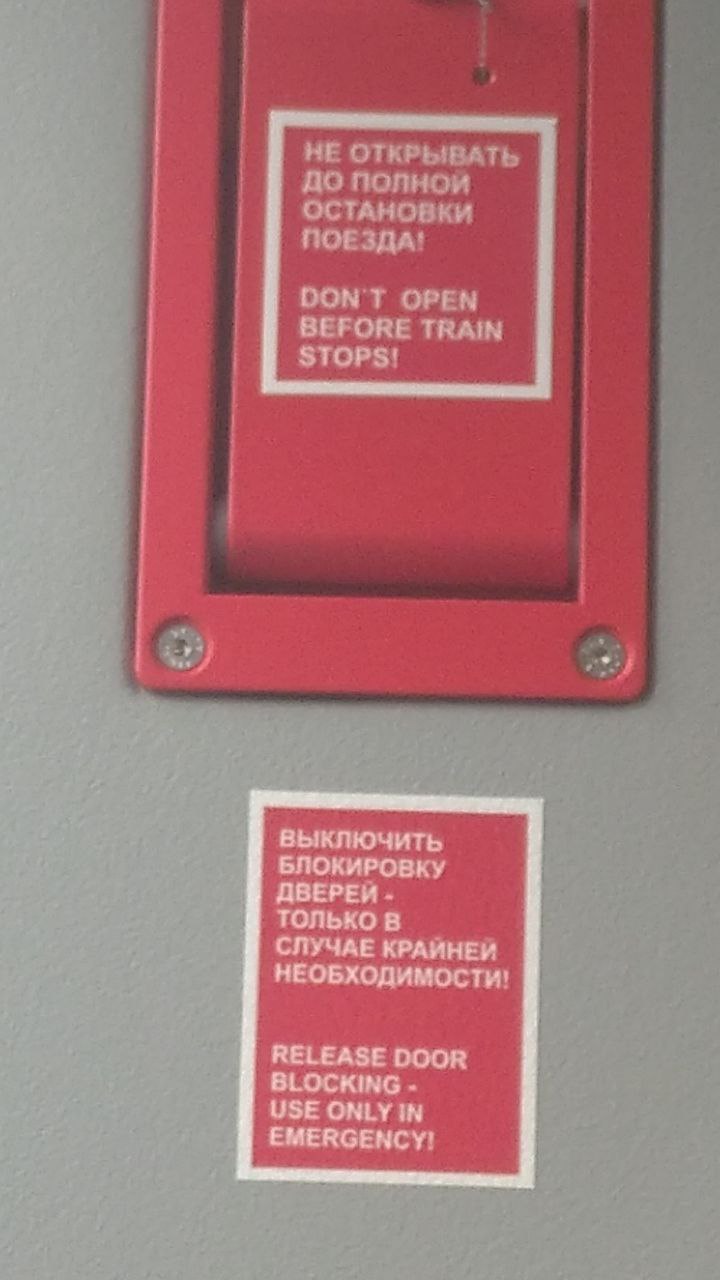 НЕ ОТКРЫВАТЬ
ДО ПОЛНОЙ
ОСТАНОВКИ
ПОЕЗДА!
DON'T OPEN
BEFORE TRAIN
STOPS!
ВЫКЛЮЧИТЬ
БЛОКИРОВКУ
ДВЕРЕЙ -
ТОЛЬКО В
СЛУЧАЕ КРАЙНЕЙ
НЕОБХОДИМОСТИ!
RELEASE DOOR
BLOCKING -
USE ONLY IN
EMERGENCY!